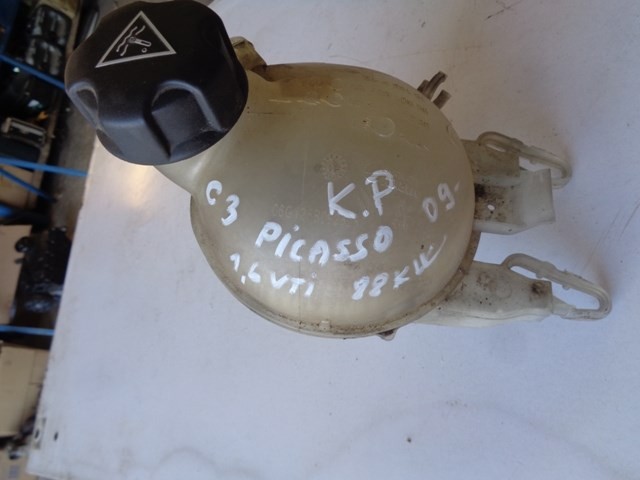 K.P
C3 PICASSO 09-
1,6 VTi 88KW